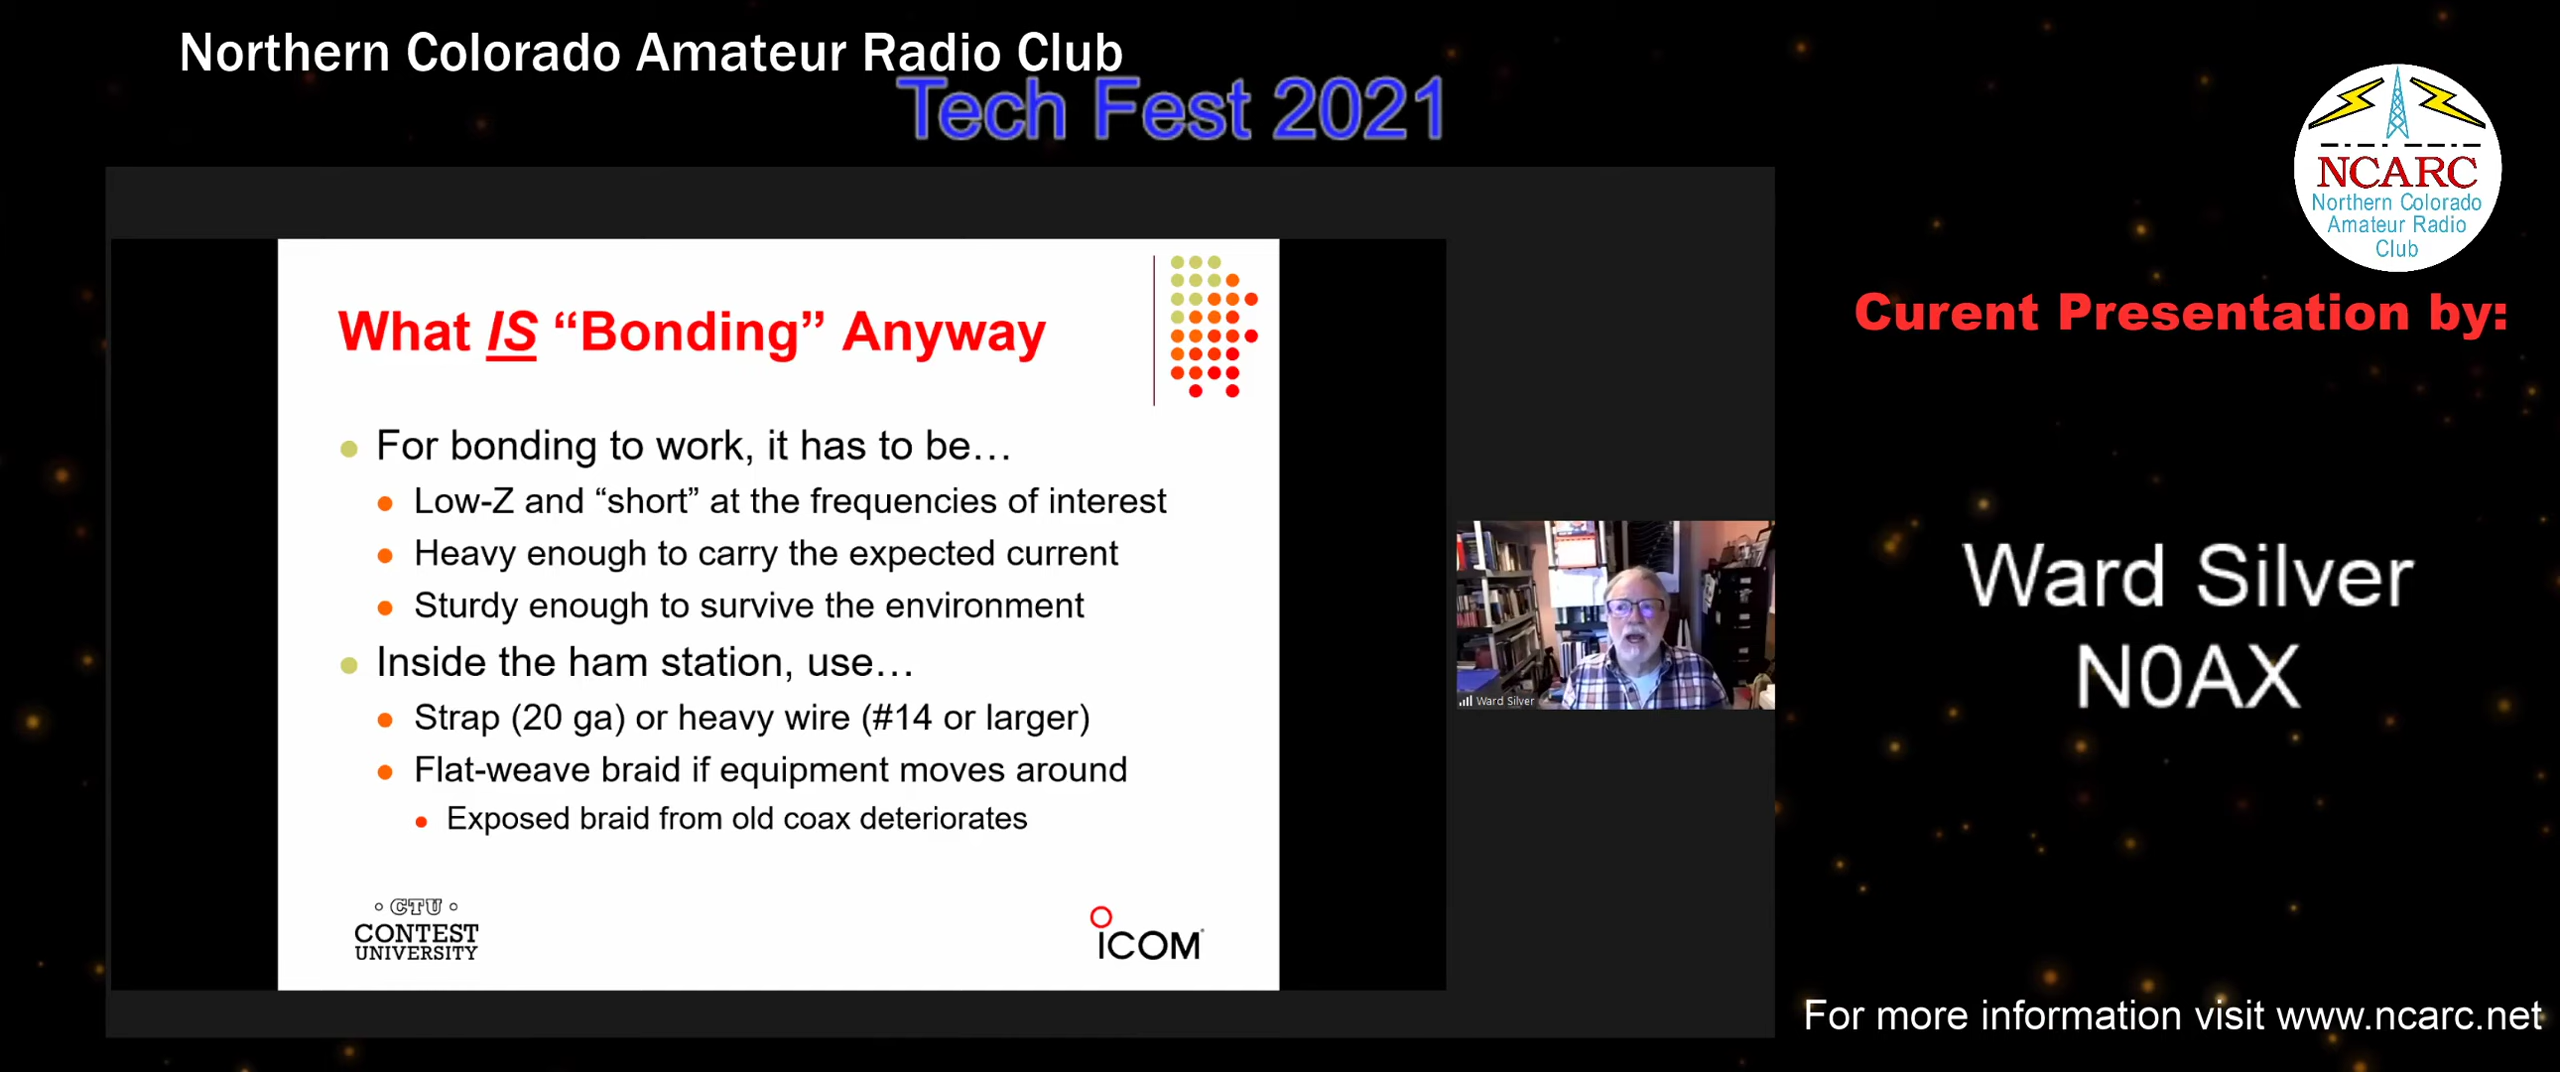 Northern Colorado Amateur Radio Club
Tech Fest 2021
NCARC
Northern Colorado
Amateur Radio
Club
Curent Presentation by:
Ward Silver
N0AX
What IS “Bonding” Anyway
For bonding to work, it has to be…
Low-Z and “short” at the frequencies of interest
Heavy enough to carry the expected current
Sturdy enough to survive the environment
Inside the ham station, use…
Strap (20 ga) or heavy wire (#14 or larger)
Flat-weave braid if equipment moves around
Exposed braid from old coax deteriorates
CTU
CONTEST
UNIVERSITY
ICOM
Ward Silver
For more information visit www.ncarc.net